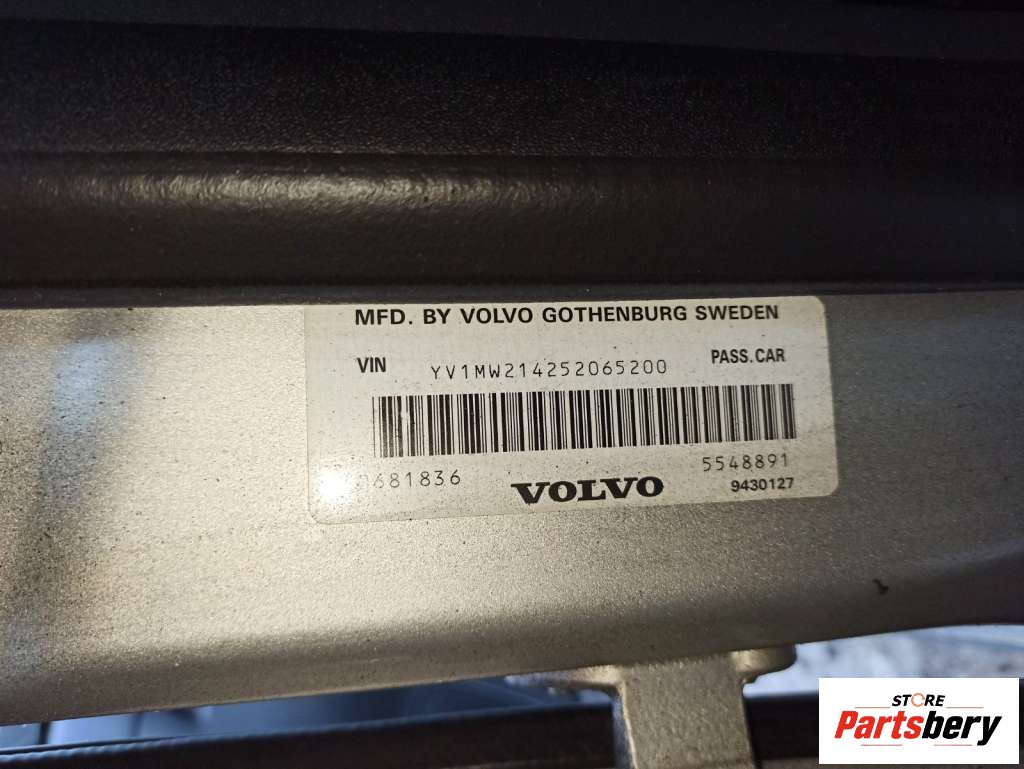 MFD. BY VOLVO GOTHENBURG SWEDEN
VIN YV1MW214252065200 PASS.CAR
681836 5548891
VOLVO 9430127
STORE
Partsbery